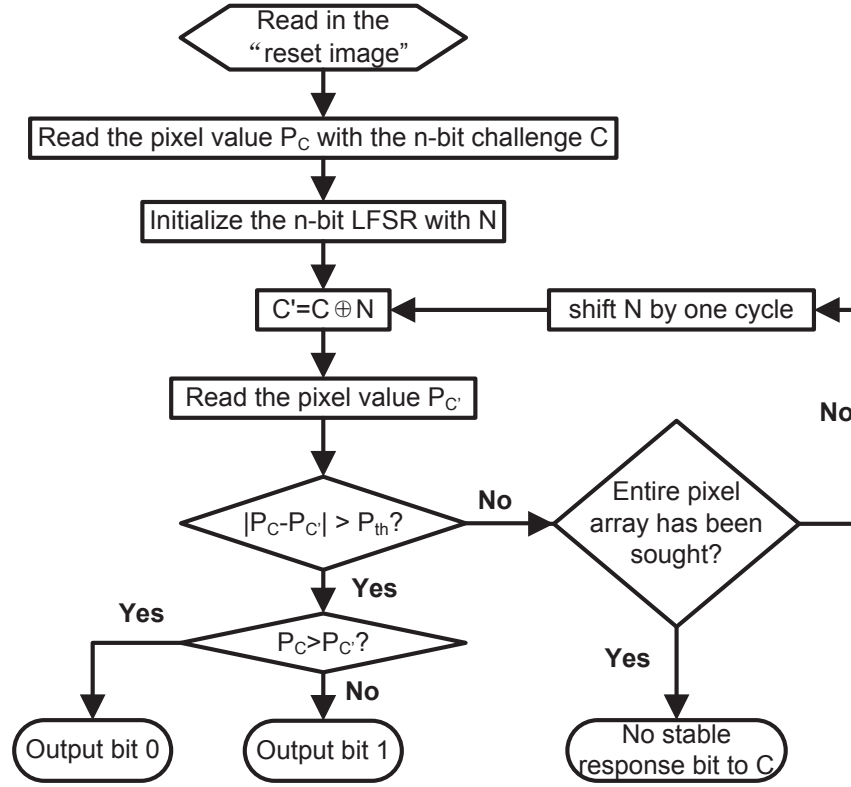 Read in the
“reset image”
Read the pixel value P_C with the n-bit challenge C
Initialize the n-bit LFSR with N
C'=C⊕N
shift N by one cycle
Read the pixel value P_C'
No
|P_C-P_C'| > P_th?
No
Entire pixel
array has been
sought?
Yes
Yes
P_C>P_C'?
Yes
No
Output bit 0
Output bit 1
No stable
response bit to C